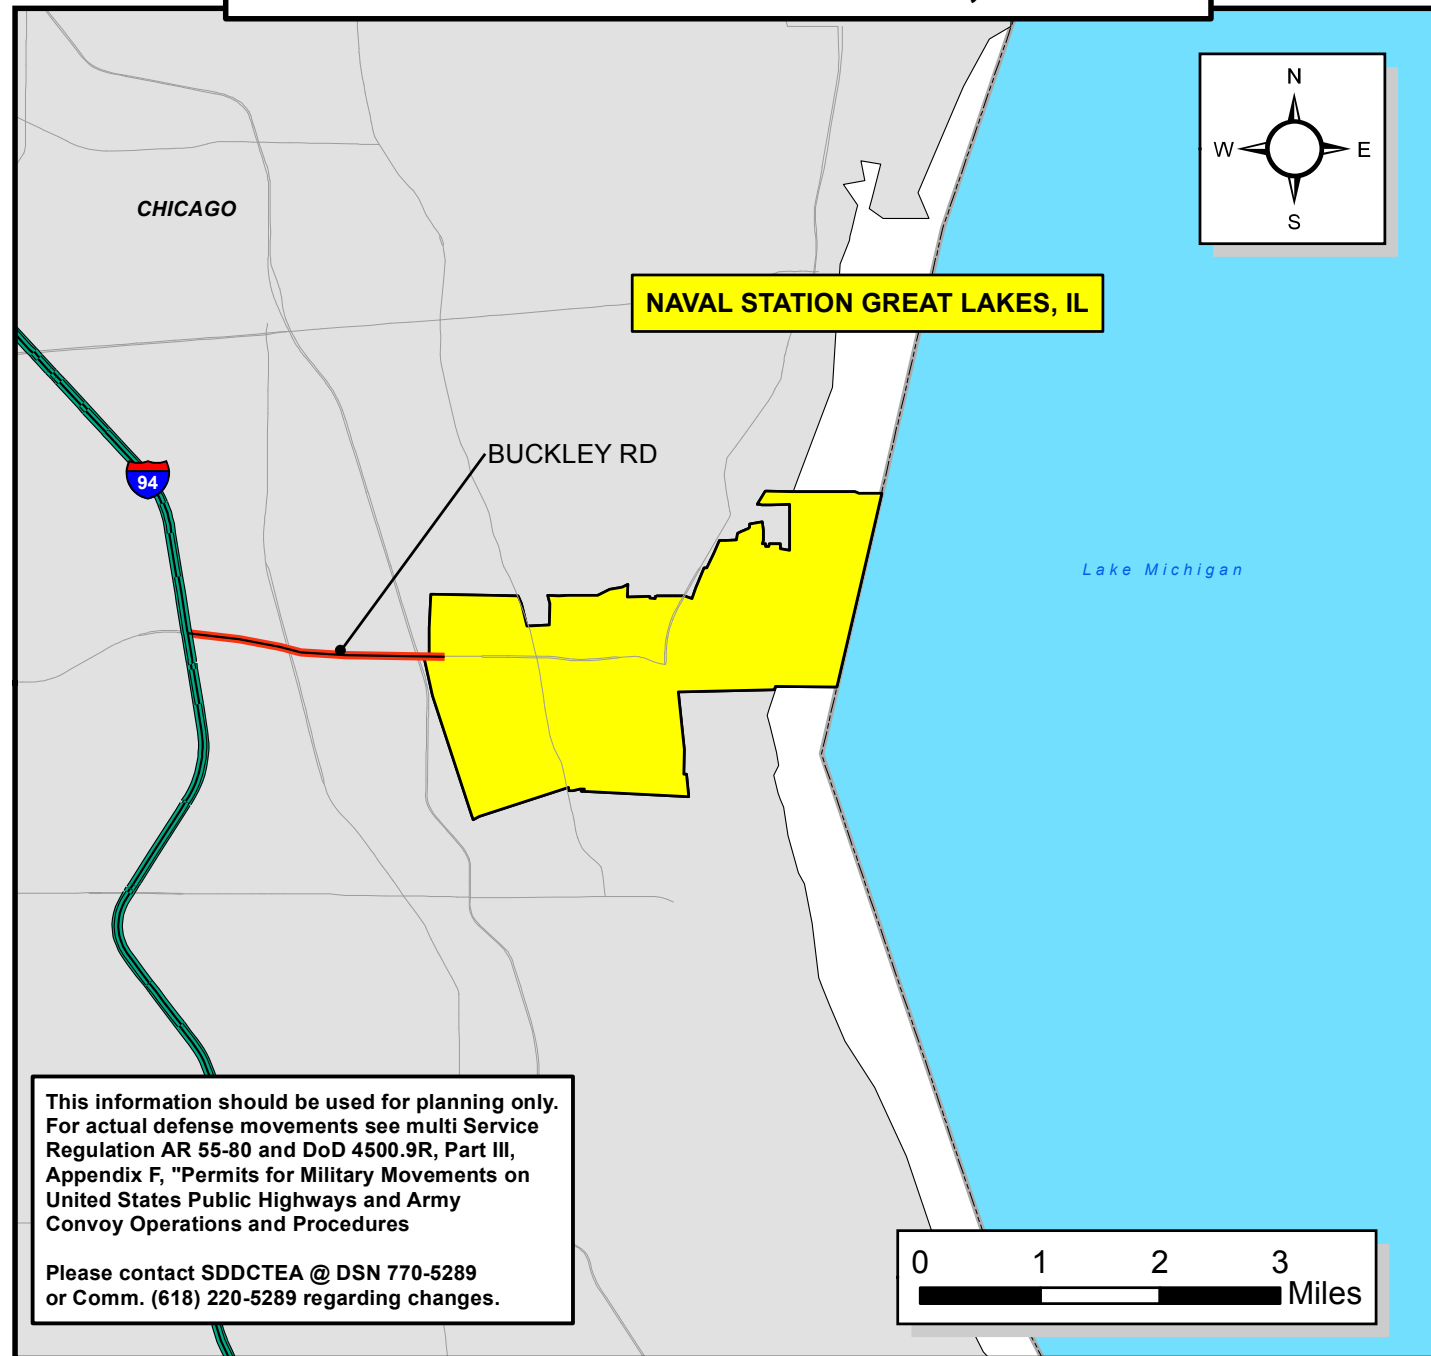 N
W
E
S
CHICAGO
NAVAL STATION GREAT LAKES, IL
BUCKLEY RD
94
Lake Michigan
This information should be used for planning only.
For actual defense movements see multi Service
Regulation AR 55-80 and DoD 4500.9R, Part III,
Appendix F, "Permits for Military Movements on
United States Public Highways and Army
Convoy Operations and Procedures
Please contact SDDCTEA @ DSN 770-5289
or Comm. (618) 220-5289 regarding changes.
0 1 2 3
Miles